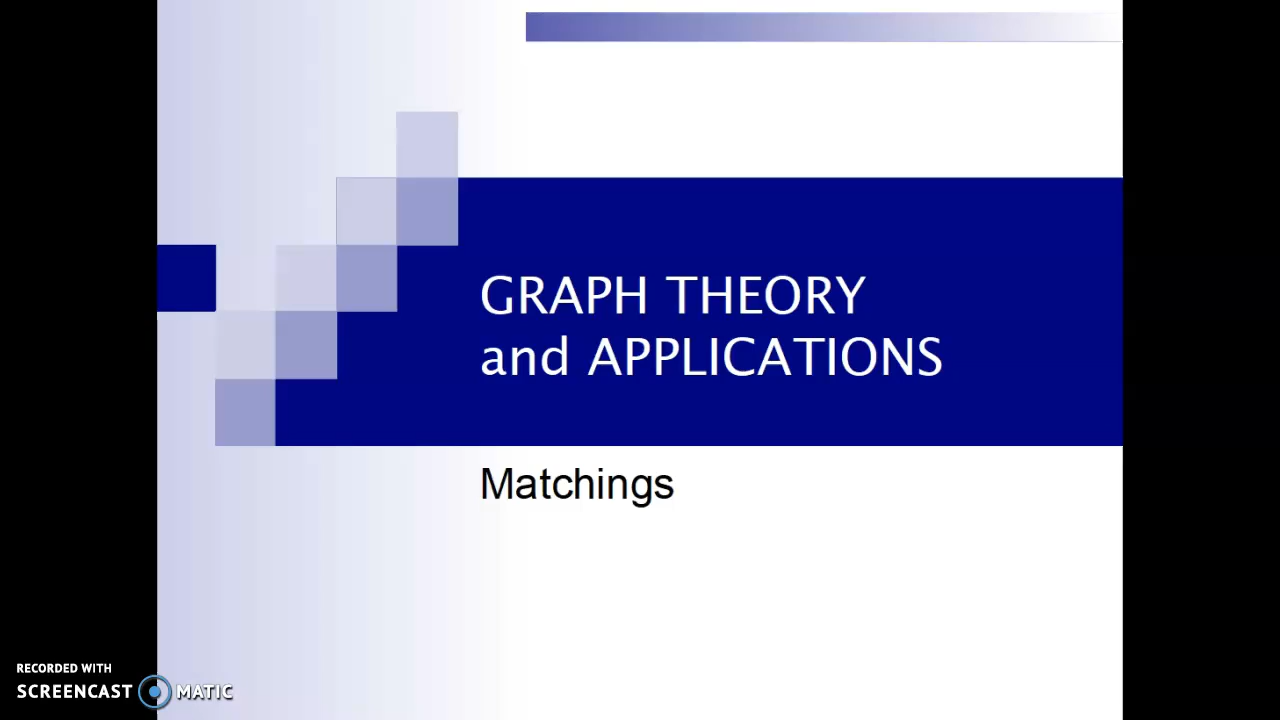 GRAPH THEORY
and APPLICATIONS
Matchings
RECORDED WITH
SCREENCAST MATIC